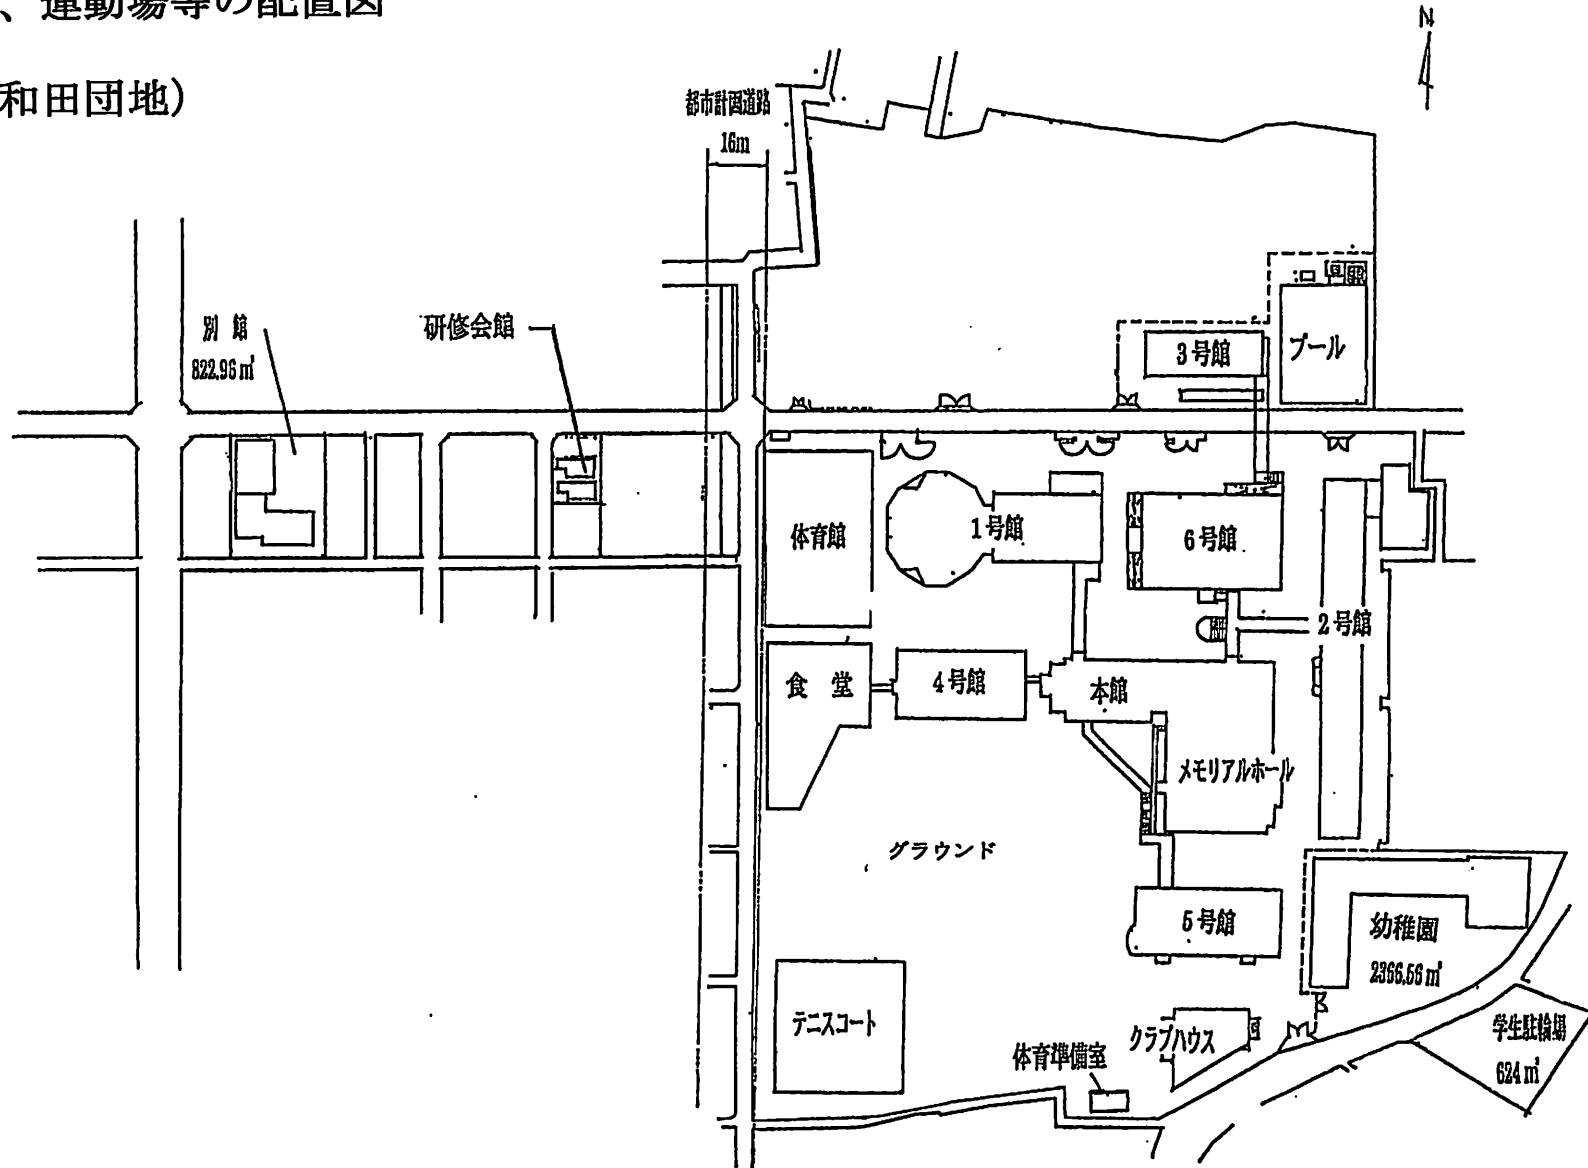 、運動場等の配置図
和田団地）
N
都市計画道路
16m
別 館
822.96㎡
研修会館
3号館
プール
体育館
1号館
6号館
2号館
食 堂
4号館
本館
メモリアルホール
グラウンド
5号館
幼稚園
2366.56㎡
テニスコート
クラブハウス
体育準備室
学生駐輪場
624㎡